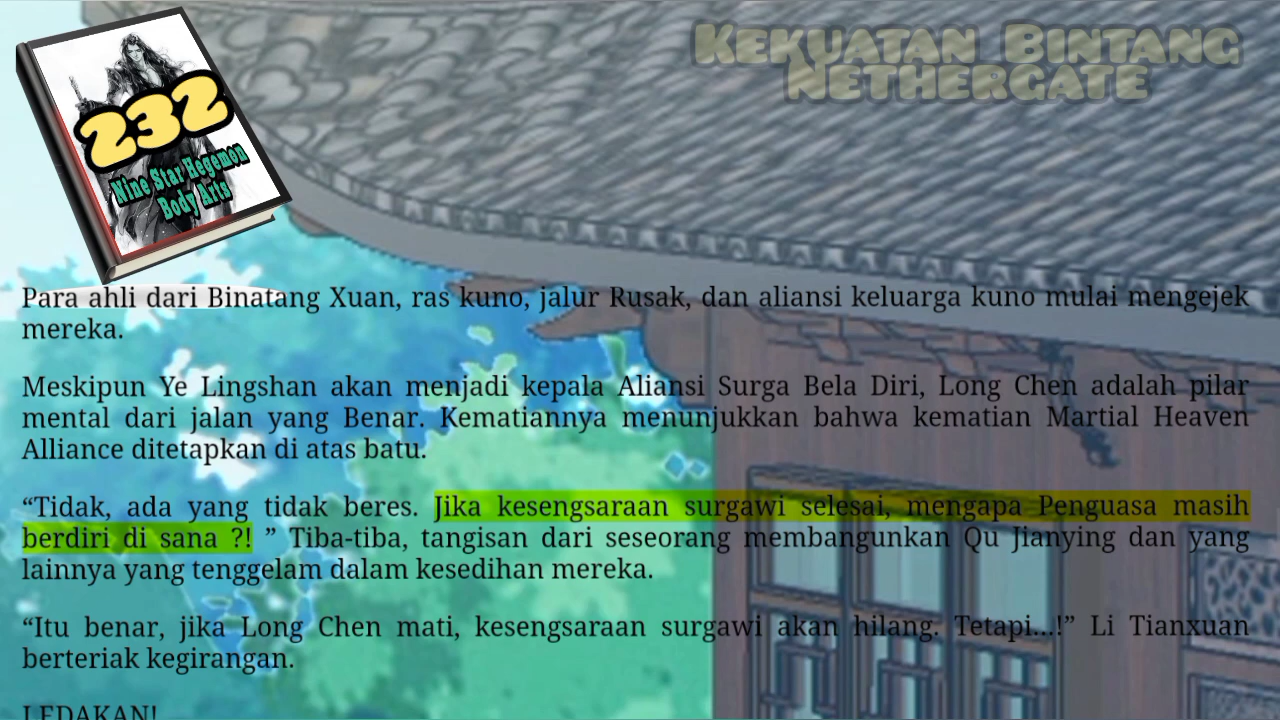 KEKUATAN BINTANG
NETHERGATE
232
Nine Star Hegemon
Body Arts
Para ahli dari Binatang Xuan, ras kuno, jalur Rusak, dan aliansi keluarga kuno mulai mengejek
mereka.
Meskipun Ye Lingshan akan menjadi kepala Aliansi Surga Bela Diri, Long Chen adalah pilar
mental dari jalan yang Benar. Kematiannya menunjukkan bahwa kematian Martial Heaven
Alliance ditetapkan di atas batu.
“Tidak, ada yang tidak beres. Jika kesengsaraan surgawi selesai, mengapa Penguasa masih
berdiri di sana ?! ” Tiba-tiba, tangisan dari seseorang membangunkan Qu Jianying dan yang
lainnya yang tenggelam dalam kesedihan mereka.
“Itu benar, jika Long Chen mati, kesengsaraan surgawi akan hilang. Tetapi...!” Li Tianxuan
berteriak kegirangan.
LEDAKAN!